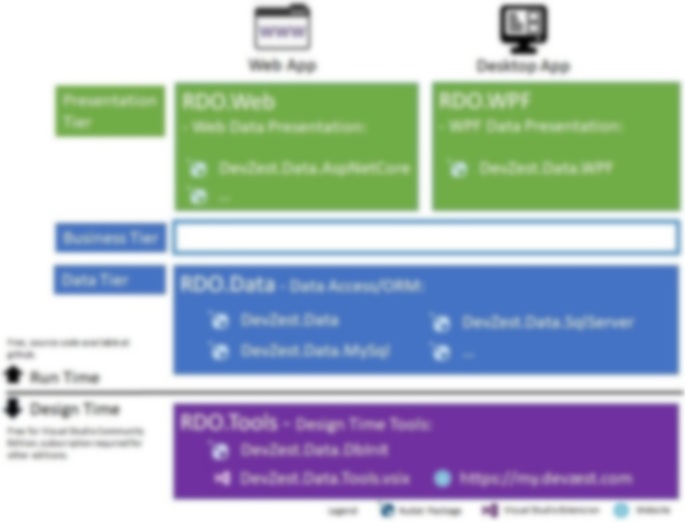 www
Web App
Desktop App
Presentation
Tier
RDO.Web
- Web Data Presentation:
DevZest.Data.AspNetCore
...
RDO.WPF
- WPF Data Presentation:
DevZest.Data.WPF
Business Tier
Data Tier
RDO.Data - Data Access/ORM:
DevZest.Data
DevZest.Data.SqlServer
DevZest.Data.MySql
...
Free, source code available at
github.
Run Time
Design Time
Free for Visual Studio Community
Edition, subscription required for
other editions.
RDO.Tools - Design Time Tools:
DevZest.Data.DbInit
DevZest.Data.Tools.vsix
https://my.devzest.com
Legend
NuGet Package
Visual Studio Extension
Website